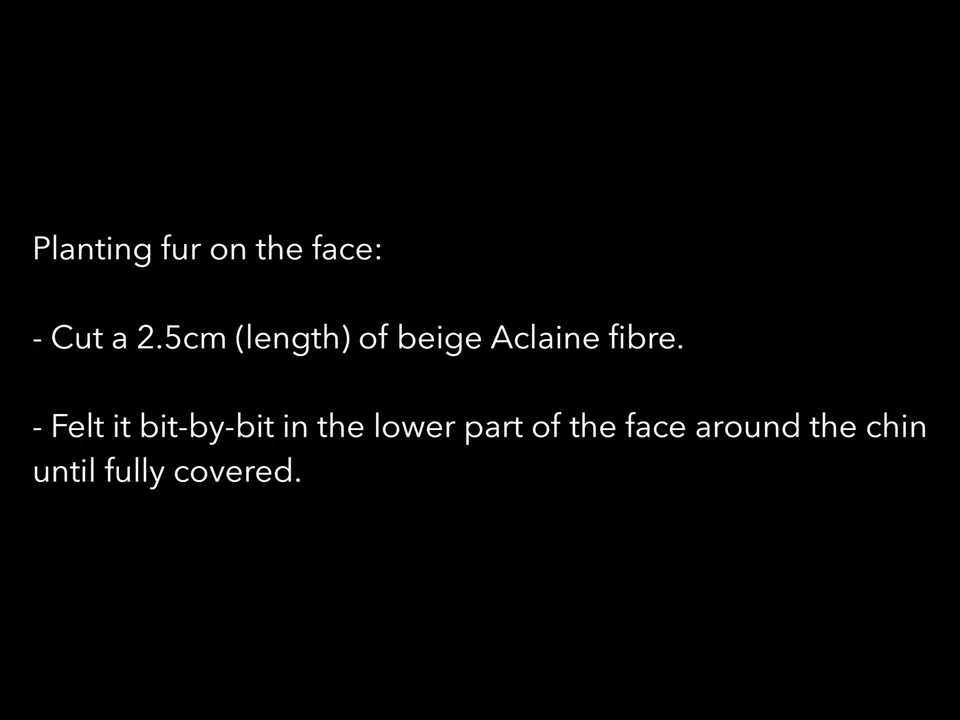 Planting fur on the face:
- Cut a 2.5cm (length) of beige Aclaine fibre.
- Felt it bit-by-bit in the lower part of the face around the chin
until fully covered.